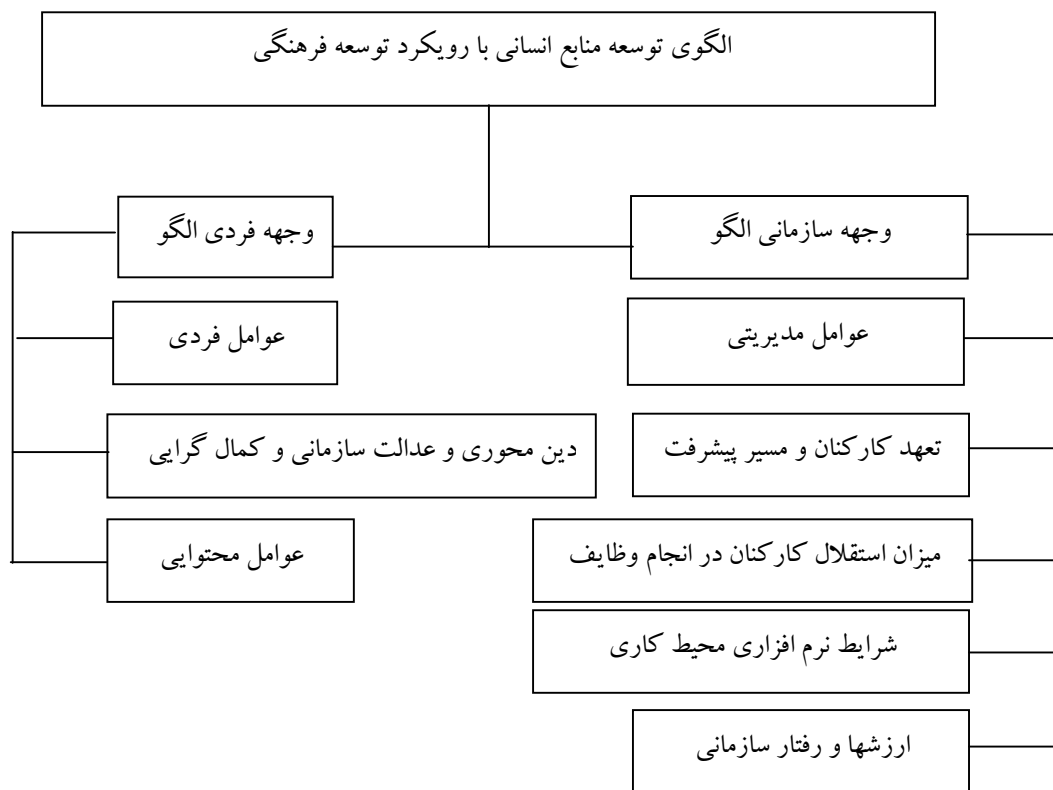 الگوی توسعه منابع انسانی با رویکرد توسعه فرهنگی
وجهه سازمانی الگو
وجهه فردی الگو
عوامل مدیریتی
عوامل فردی
تعهد کارکنان و مسیر پیشرفت
دین محوری و عدالت سازمانی و کمال گرایی
میزان استقلال کارکنان در انجام وظایف
عوامل محتوایی
شرایط نرم افزاری محیط کاری
ارزشها و رفتار سازمانی